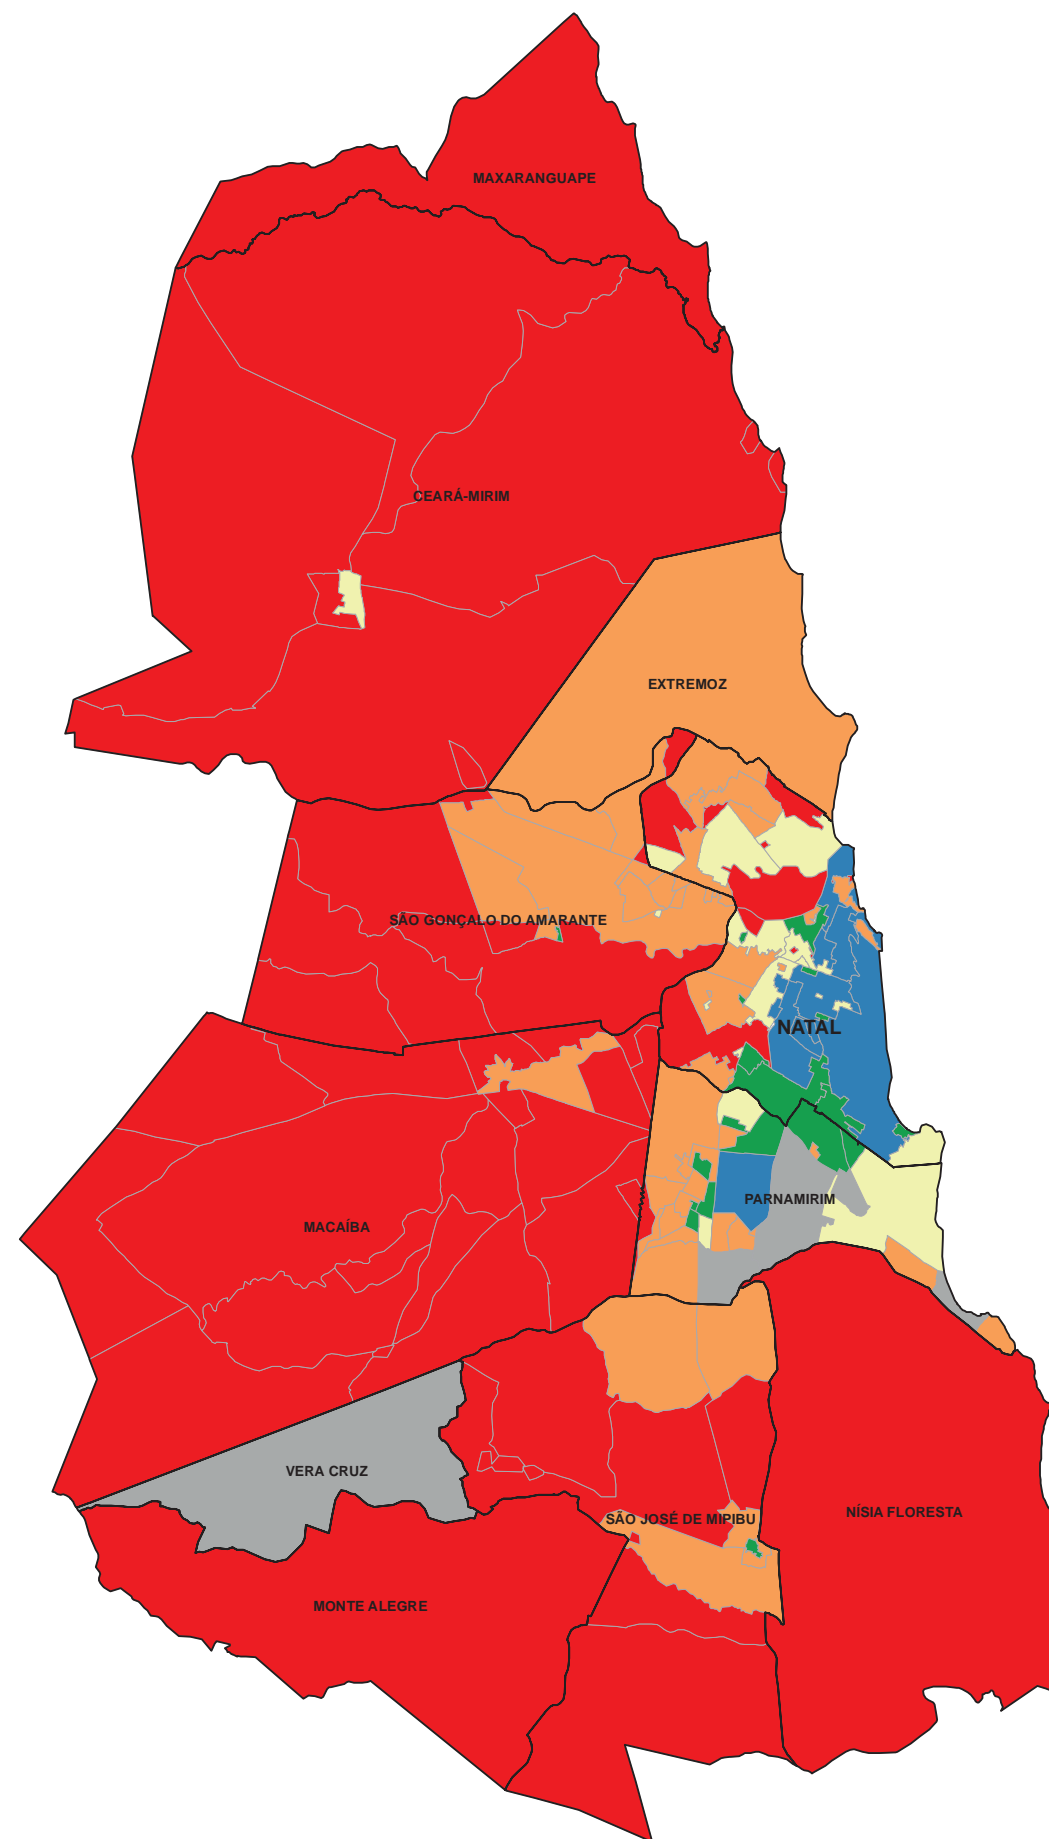 MAXARANGUAPE
CEARÁ-MIRIM
EXTREMOZ
SÃO GONÇALO DO AMARANTE
NATAL
PARNAMIRIM
MACAÍBA
VERA CRUZ
NÍSIA FLORESTA
SÃO JOSÉ DE MIPIBU
MONTE ALEGRE